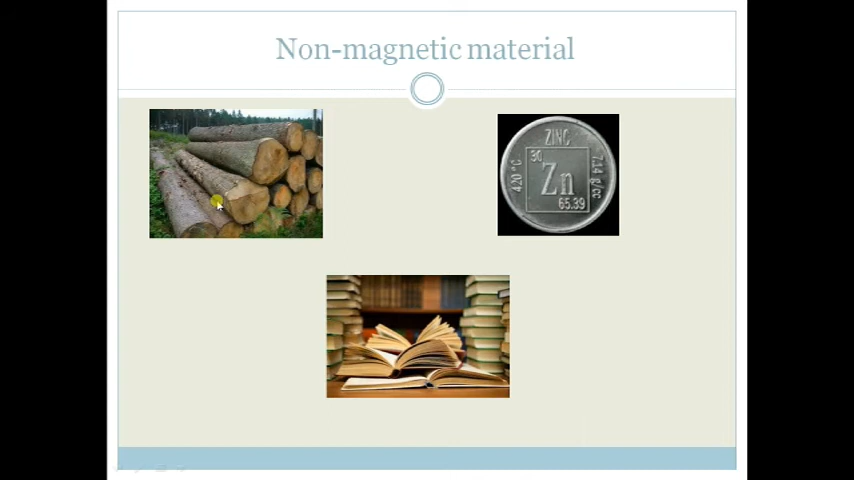 Non-magnetic material
ZINC
30
Zn
65.39
420 °C
7.14 g/cc